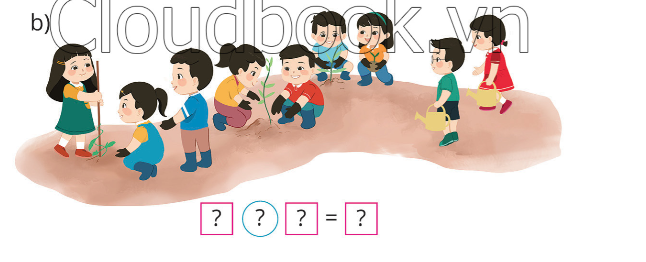 b)
Cloudbook.vn
? ? ? = ?